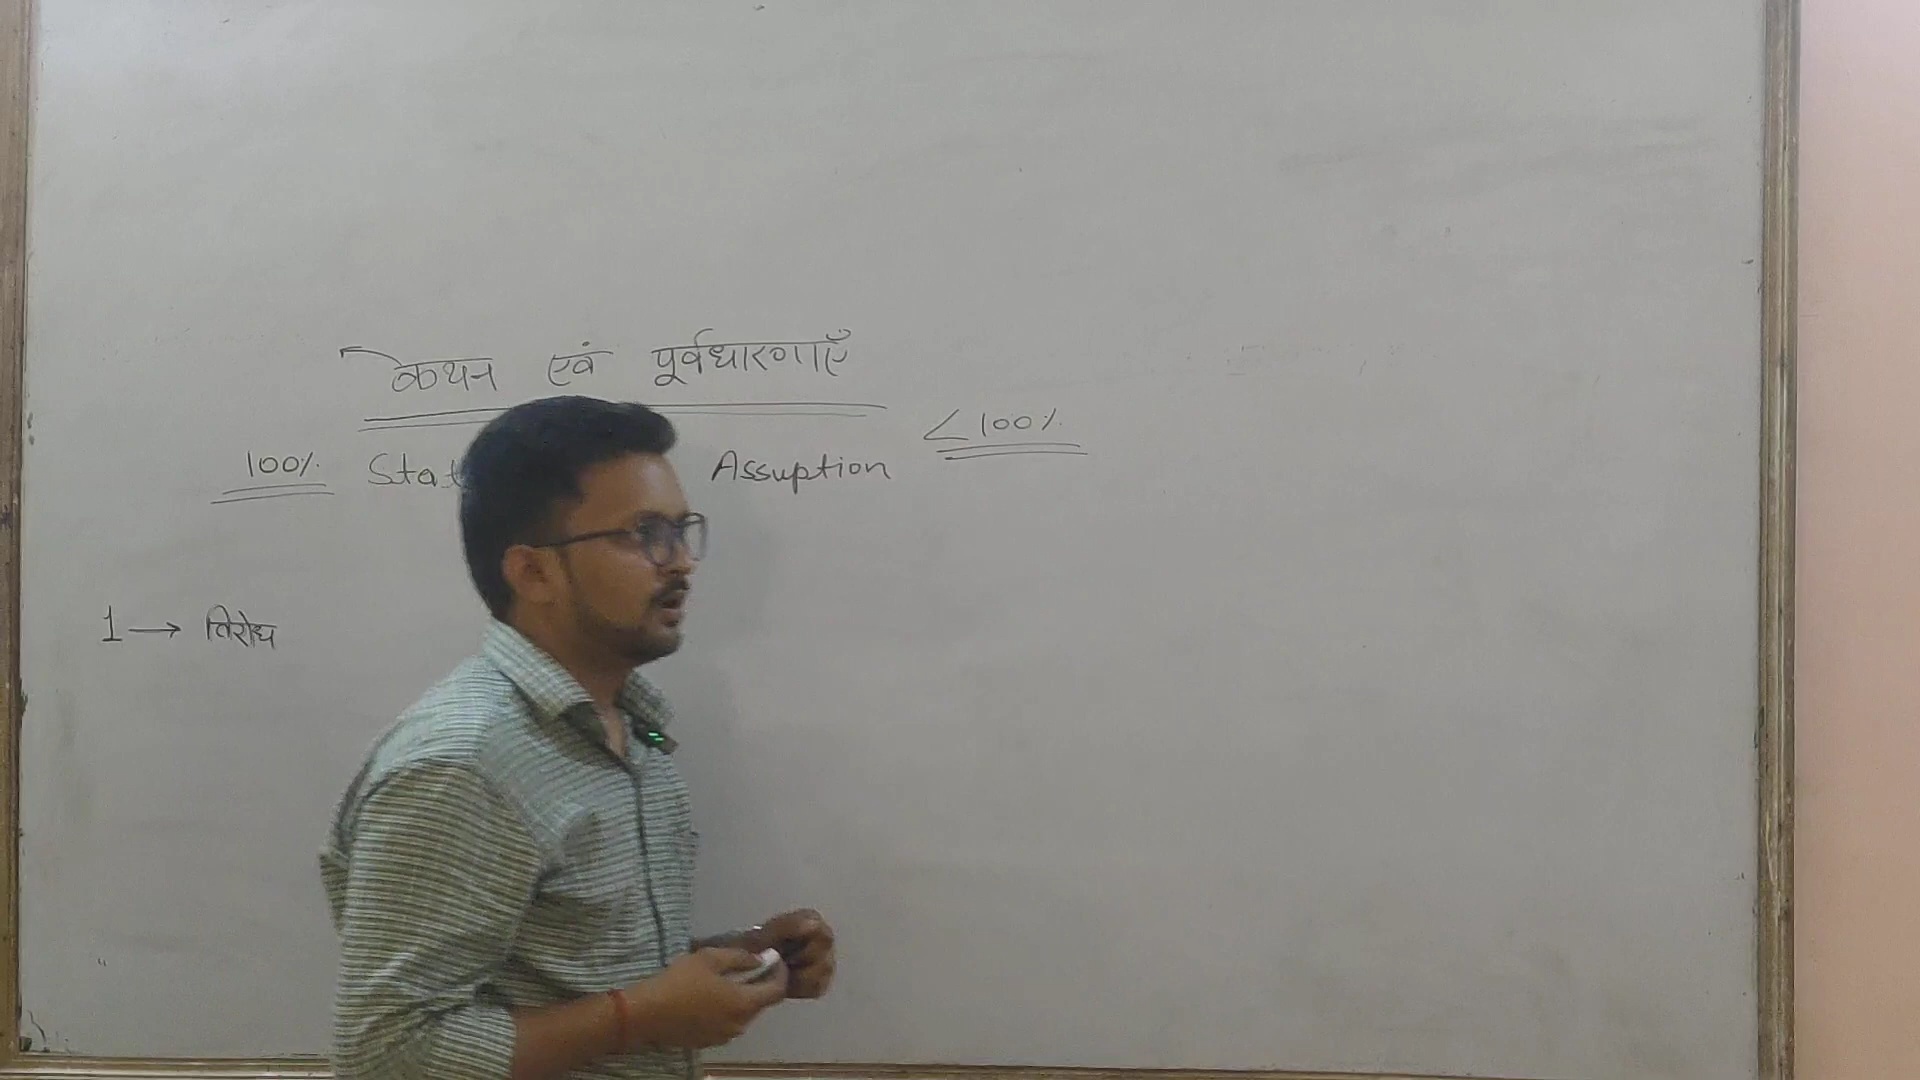 कथन एवं पूर्वधारणाएँ
100% Stat Assuption <100%
1 → विरोध